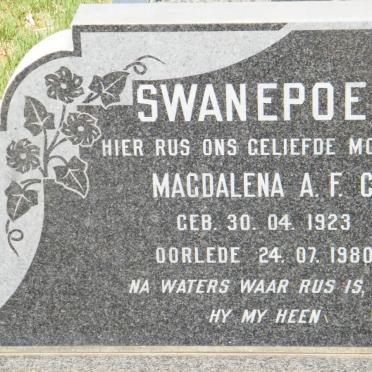 SWANEPOE
HIER RUS ONS GELIEFDE MO
MAGDALENA A. F. C
GEB. 30. 04. 1923
OORLEDE 24. 07. 1980
NA WATERS WAAR RUS IS,
HY MY HEEN